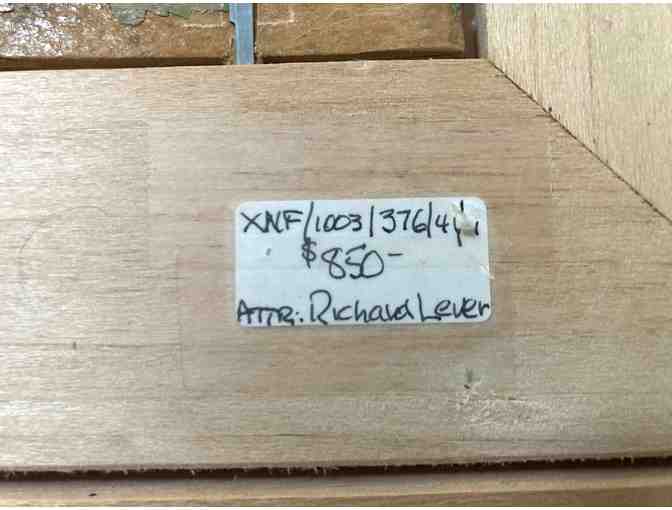 XNF/1003/376/4
$850-
ATTR: Richard Lever